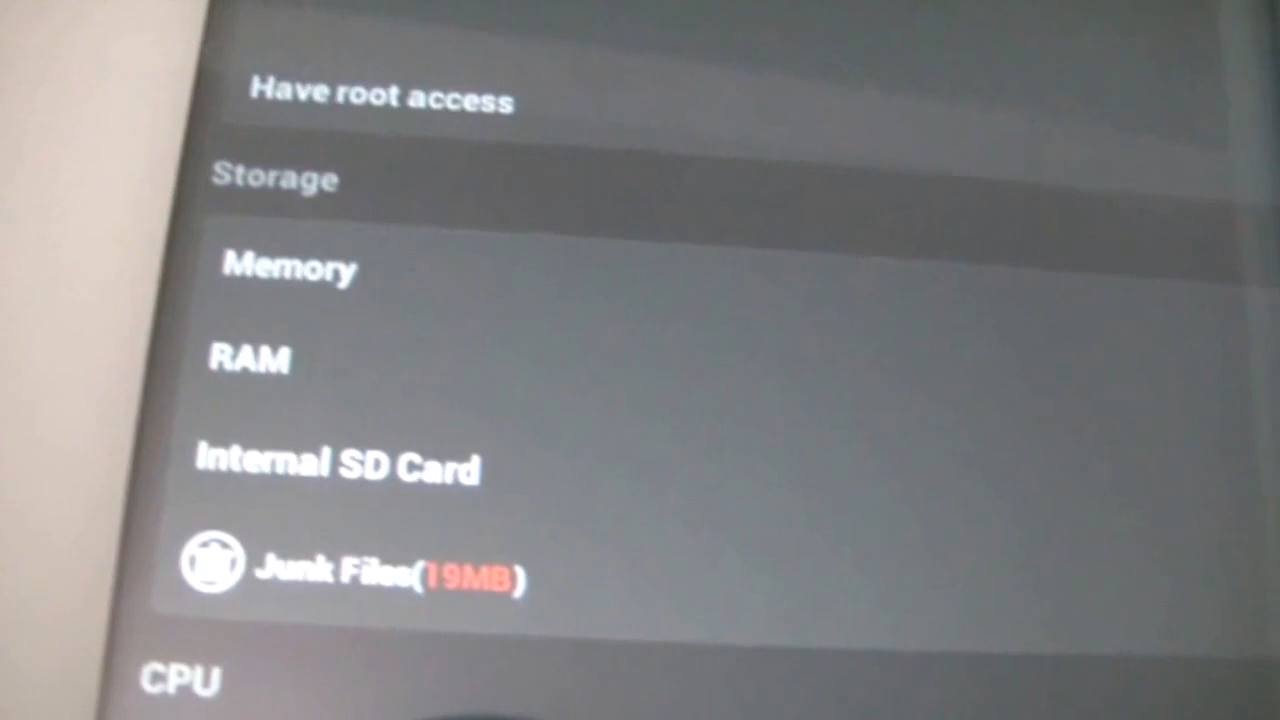 Have root access
Storage
Memory
RAM
Internal SD Card
Junk Files(19MB)
CPU